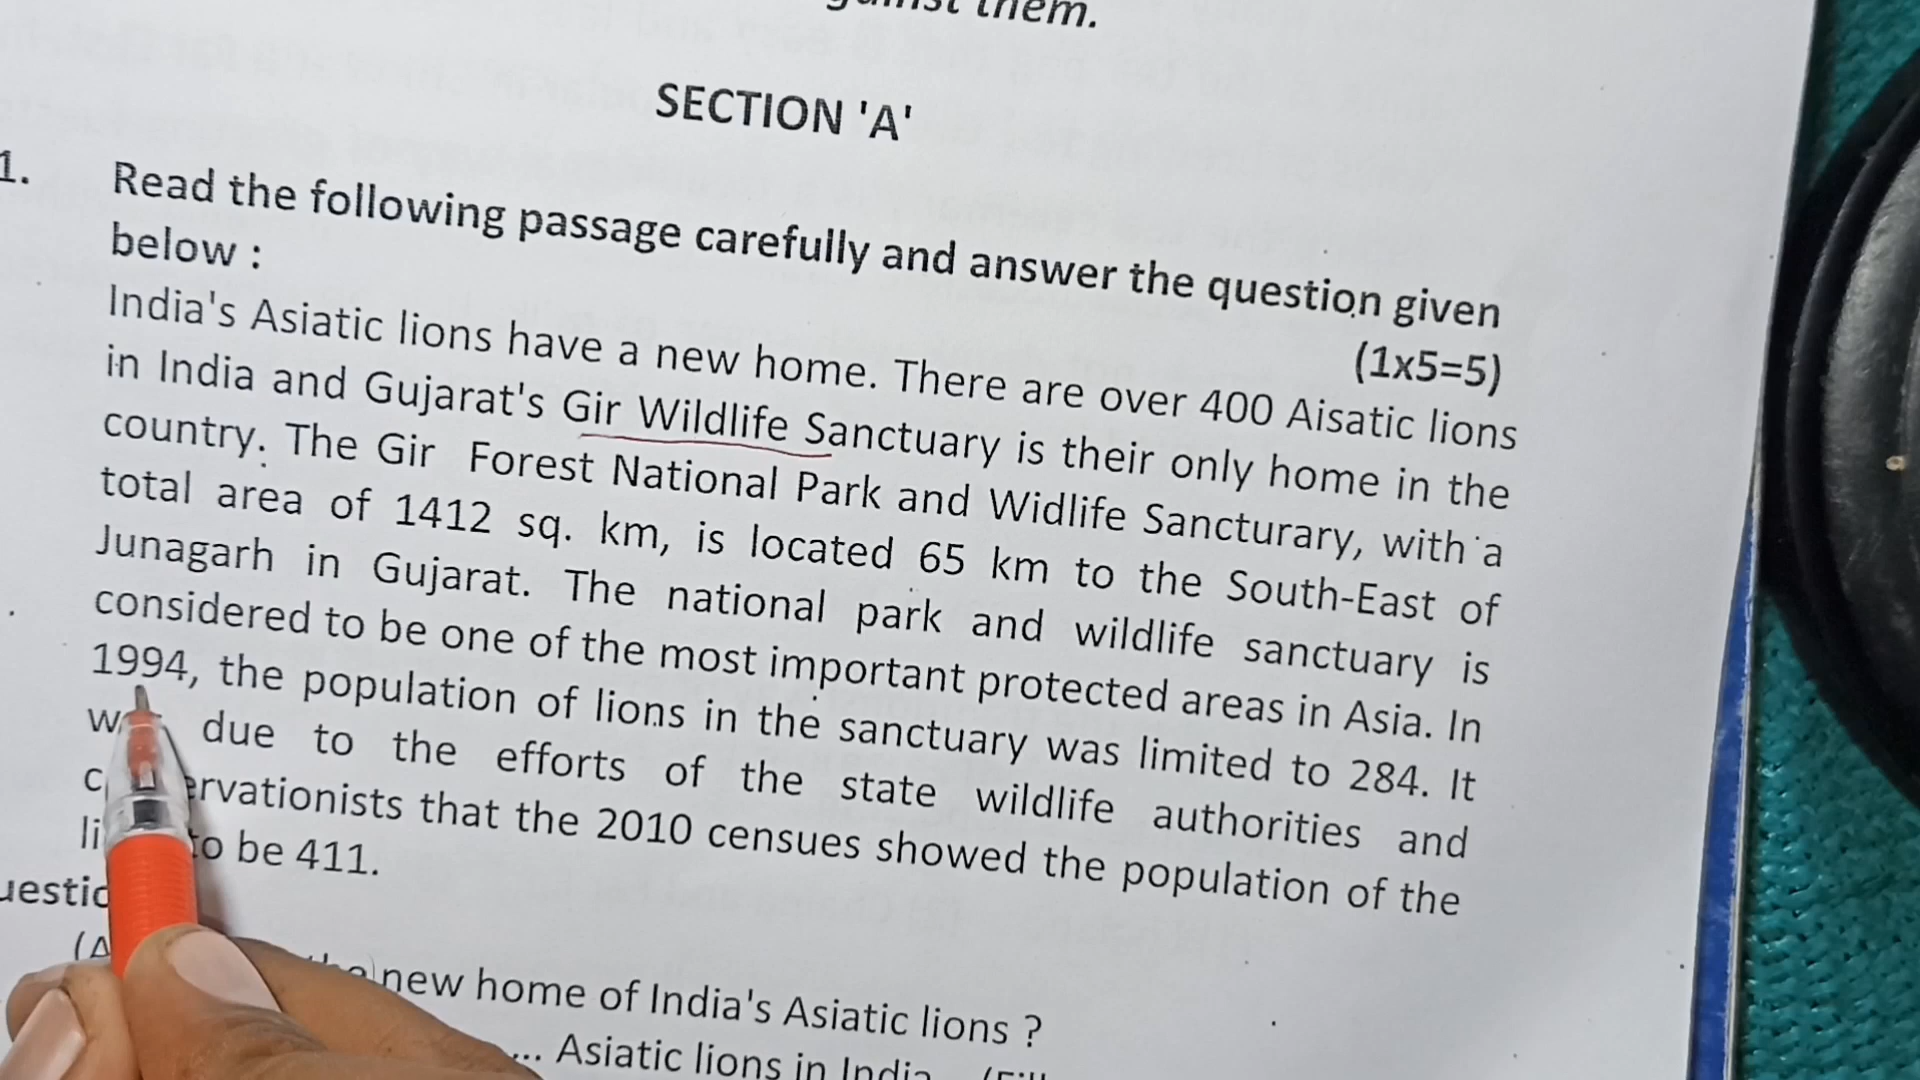 them.
SECTION 'A'
1. Read the following passage carefully and answer the question given
below :
(1x5=5)
India's Asiatic lions have a new home. There are over 400 Aisatic lions
in India and Gujarat's Gir Wildlife Sanctuary is their only home in the
country. The Gir Forest National Park and Widlife Sancturary, with a
total area of 1412 sq. km, is located 65 km to the South-East of
Junagarh in Gujarat. The national park and wildlife sanctuary is
considered to be one of the most important protected areas in Asia. In
1994, the population of lions in the sanctuary was limited to 284. It
due to the efforts of the state wildlife authorities and
that the 2010 censues showed the population of the
to be 411.
new home of India's Asiatic lions ?
... Asiatic lions in India